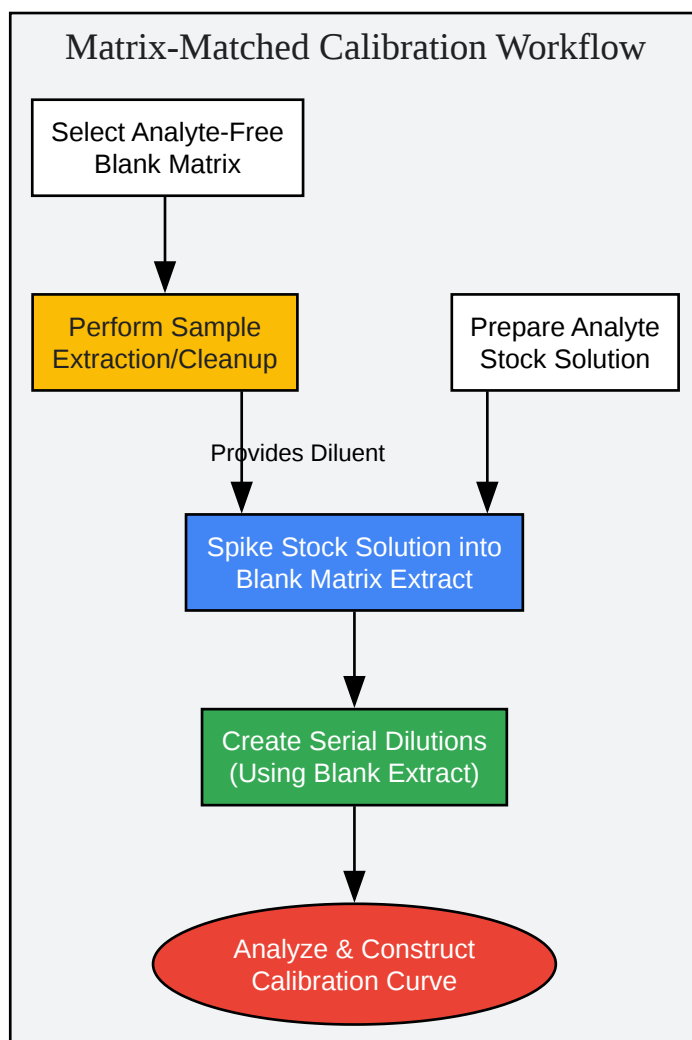 Matrix-Matched Calibration Workflow
Select Analyte-Free
Blank Matrix
Perform Sample
Extraction/Cleanup
Prepare Analyte
Stock Solution
Provides Diluent
Spike Stock Solution into
Blank Matrix Extract
Create Serial Dilutions
(Using Blank Extract)
Analyze & Construct
Calibration Curve